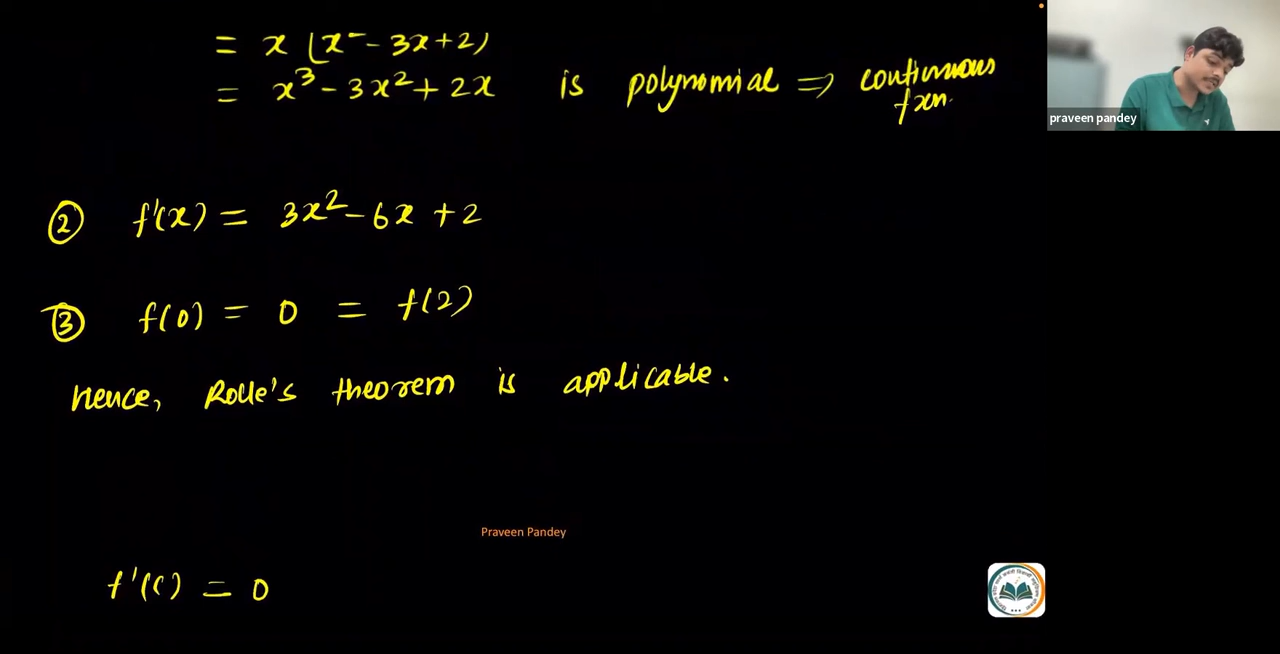 = x (x² - 3x + 2)
= x³ - 3x² + 2x is polynomial ⇒ continuous fxn.
praveen pandey
② f'(x) = 3x² - 6x + 2
③ f(0) = 0 = f(2)
Hence, Rolle's theorem is applicable.
Praveen Pandey
f'(c) = 0